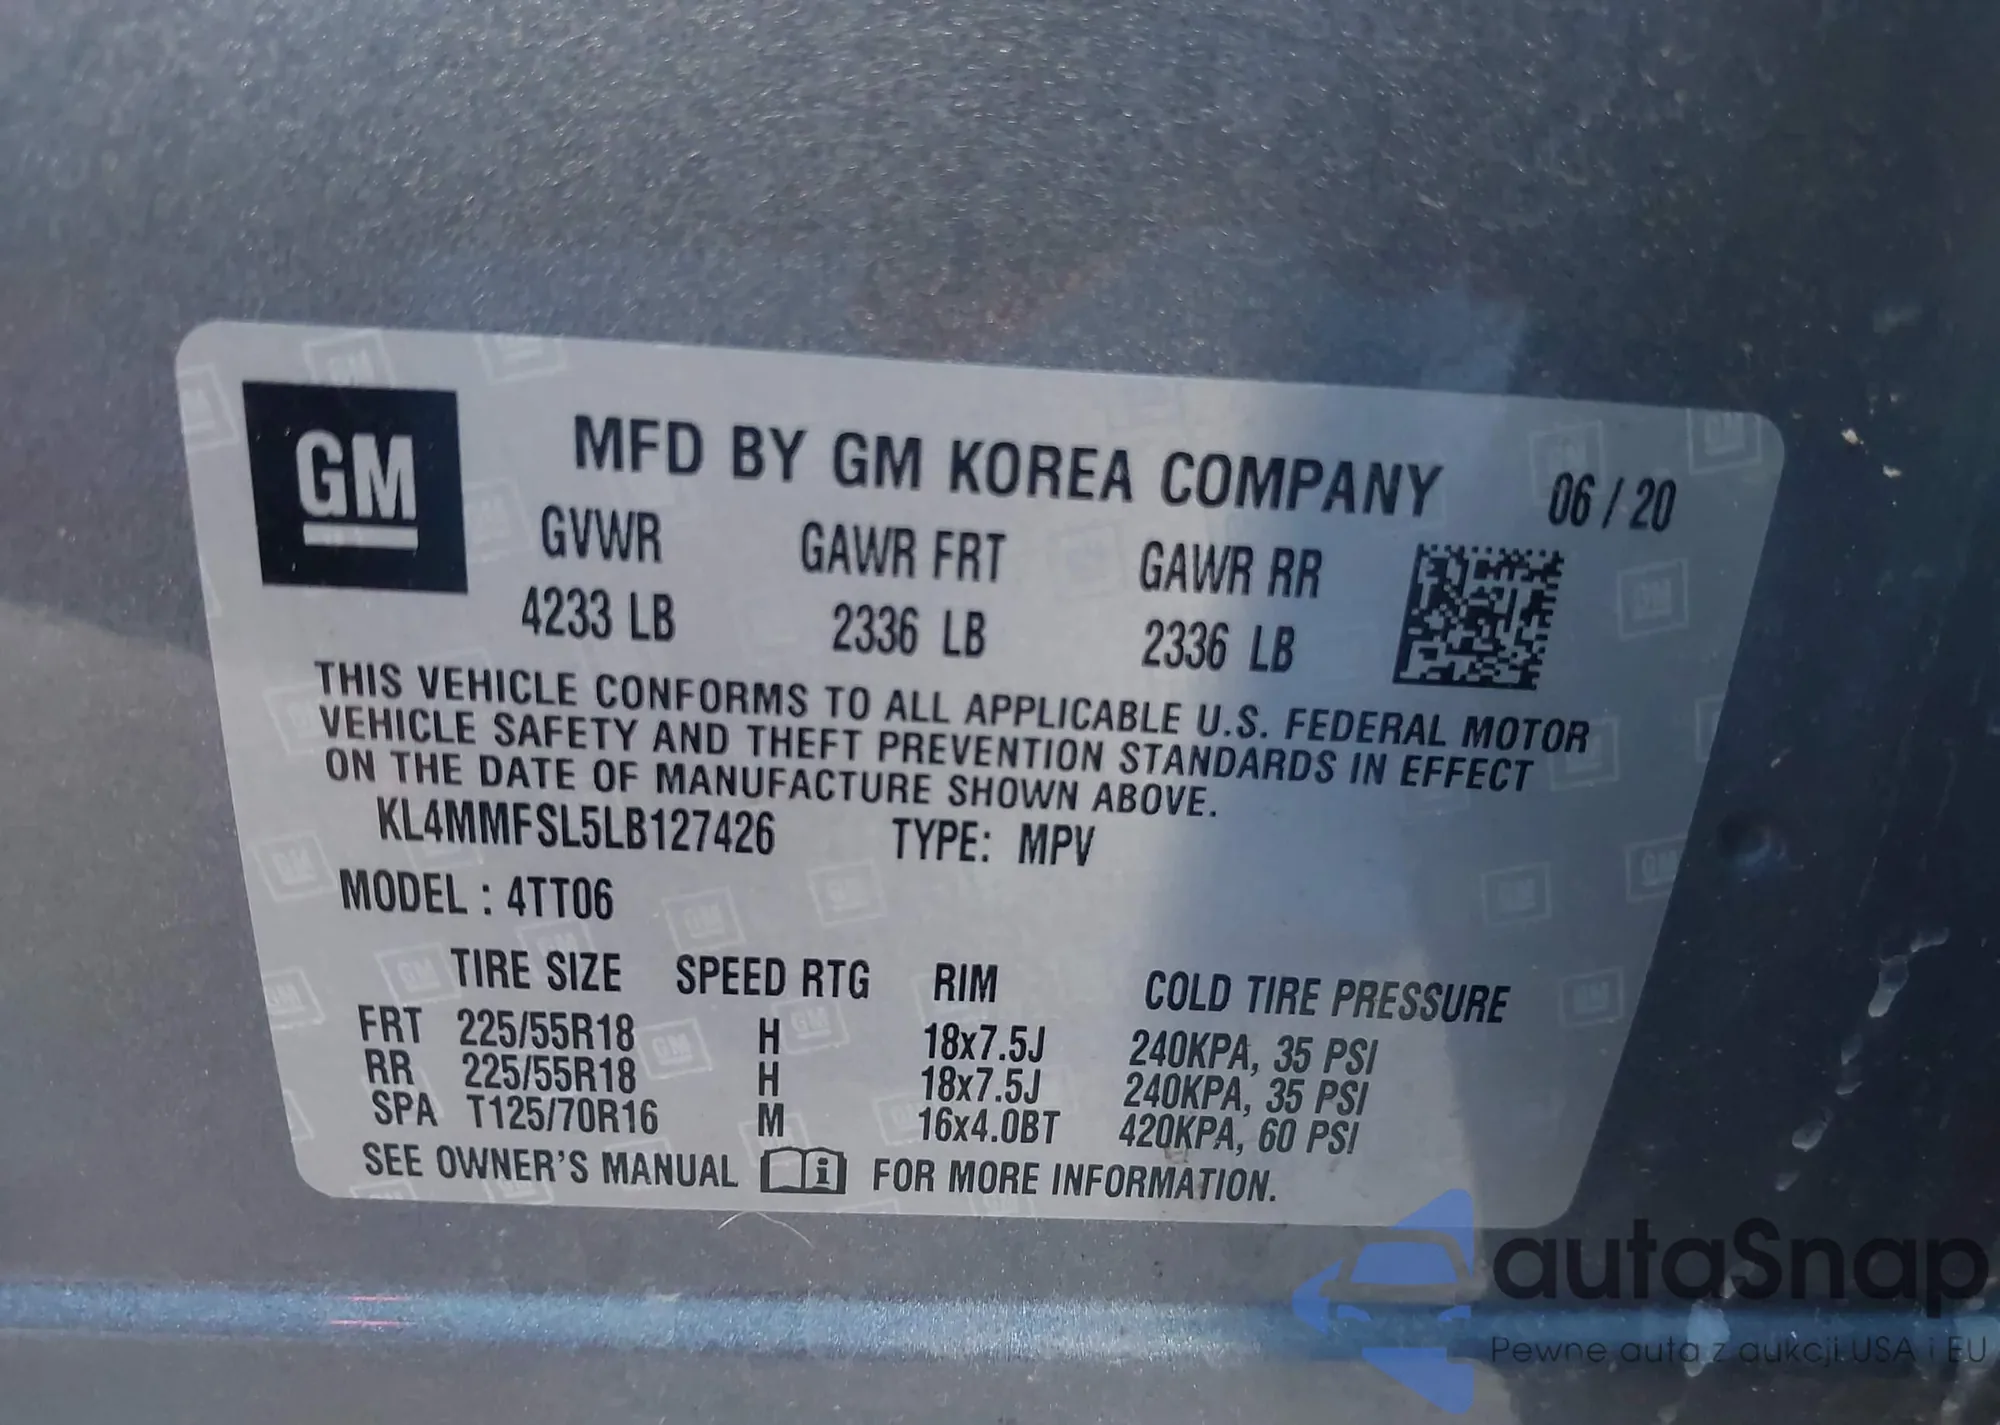 GM
MFD BY GM KOREA COMPANY 06 / 20
GVWR GAWR FRT GAWR RR
4233 LB 2336 LB 2336 LB
THIS VEHICLE CONFORMS TO ALL APPLICABLE U.S. FEDERAL MOTOR
VEHICLE SAFETY AND THEFT PREVENTION STANDARDS IN EFFECT
ON THE DATE OF MANUFACTURE SHOWN ABOVE.
KL4MMFSL5LB127426 TYPE: MPV
MODEL : 4TT06
TIRE SIZE SPEED RTG RIM COLD TIRE PRESSURE
FRT 225/55R18 H 18x7.5J 240KPA, 35 PSI
RR 225/55R18 H 18x7.5J 240KPA, 35 PSI
SPA T125/70R16 M 16x4.0BT 420KPA, 60 PSI
SEE OWNER'S MANUAL i FOR MORE INFORMATION.
autaSnap
Pewne auta z aukcji USA i EU